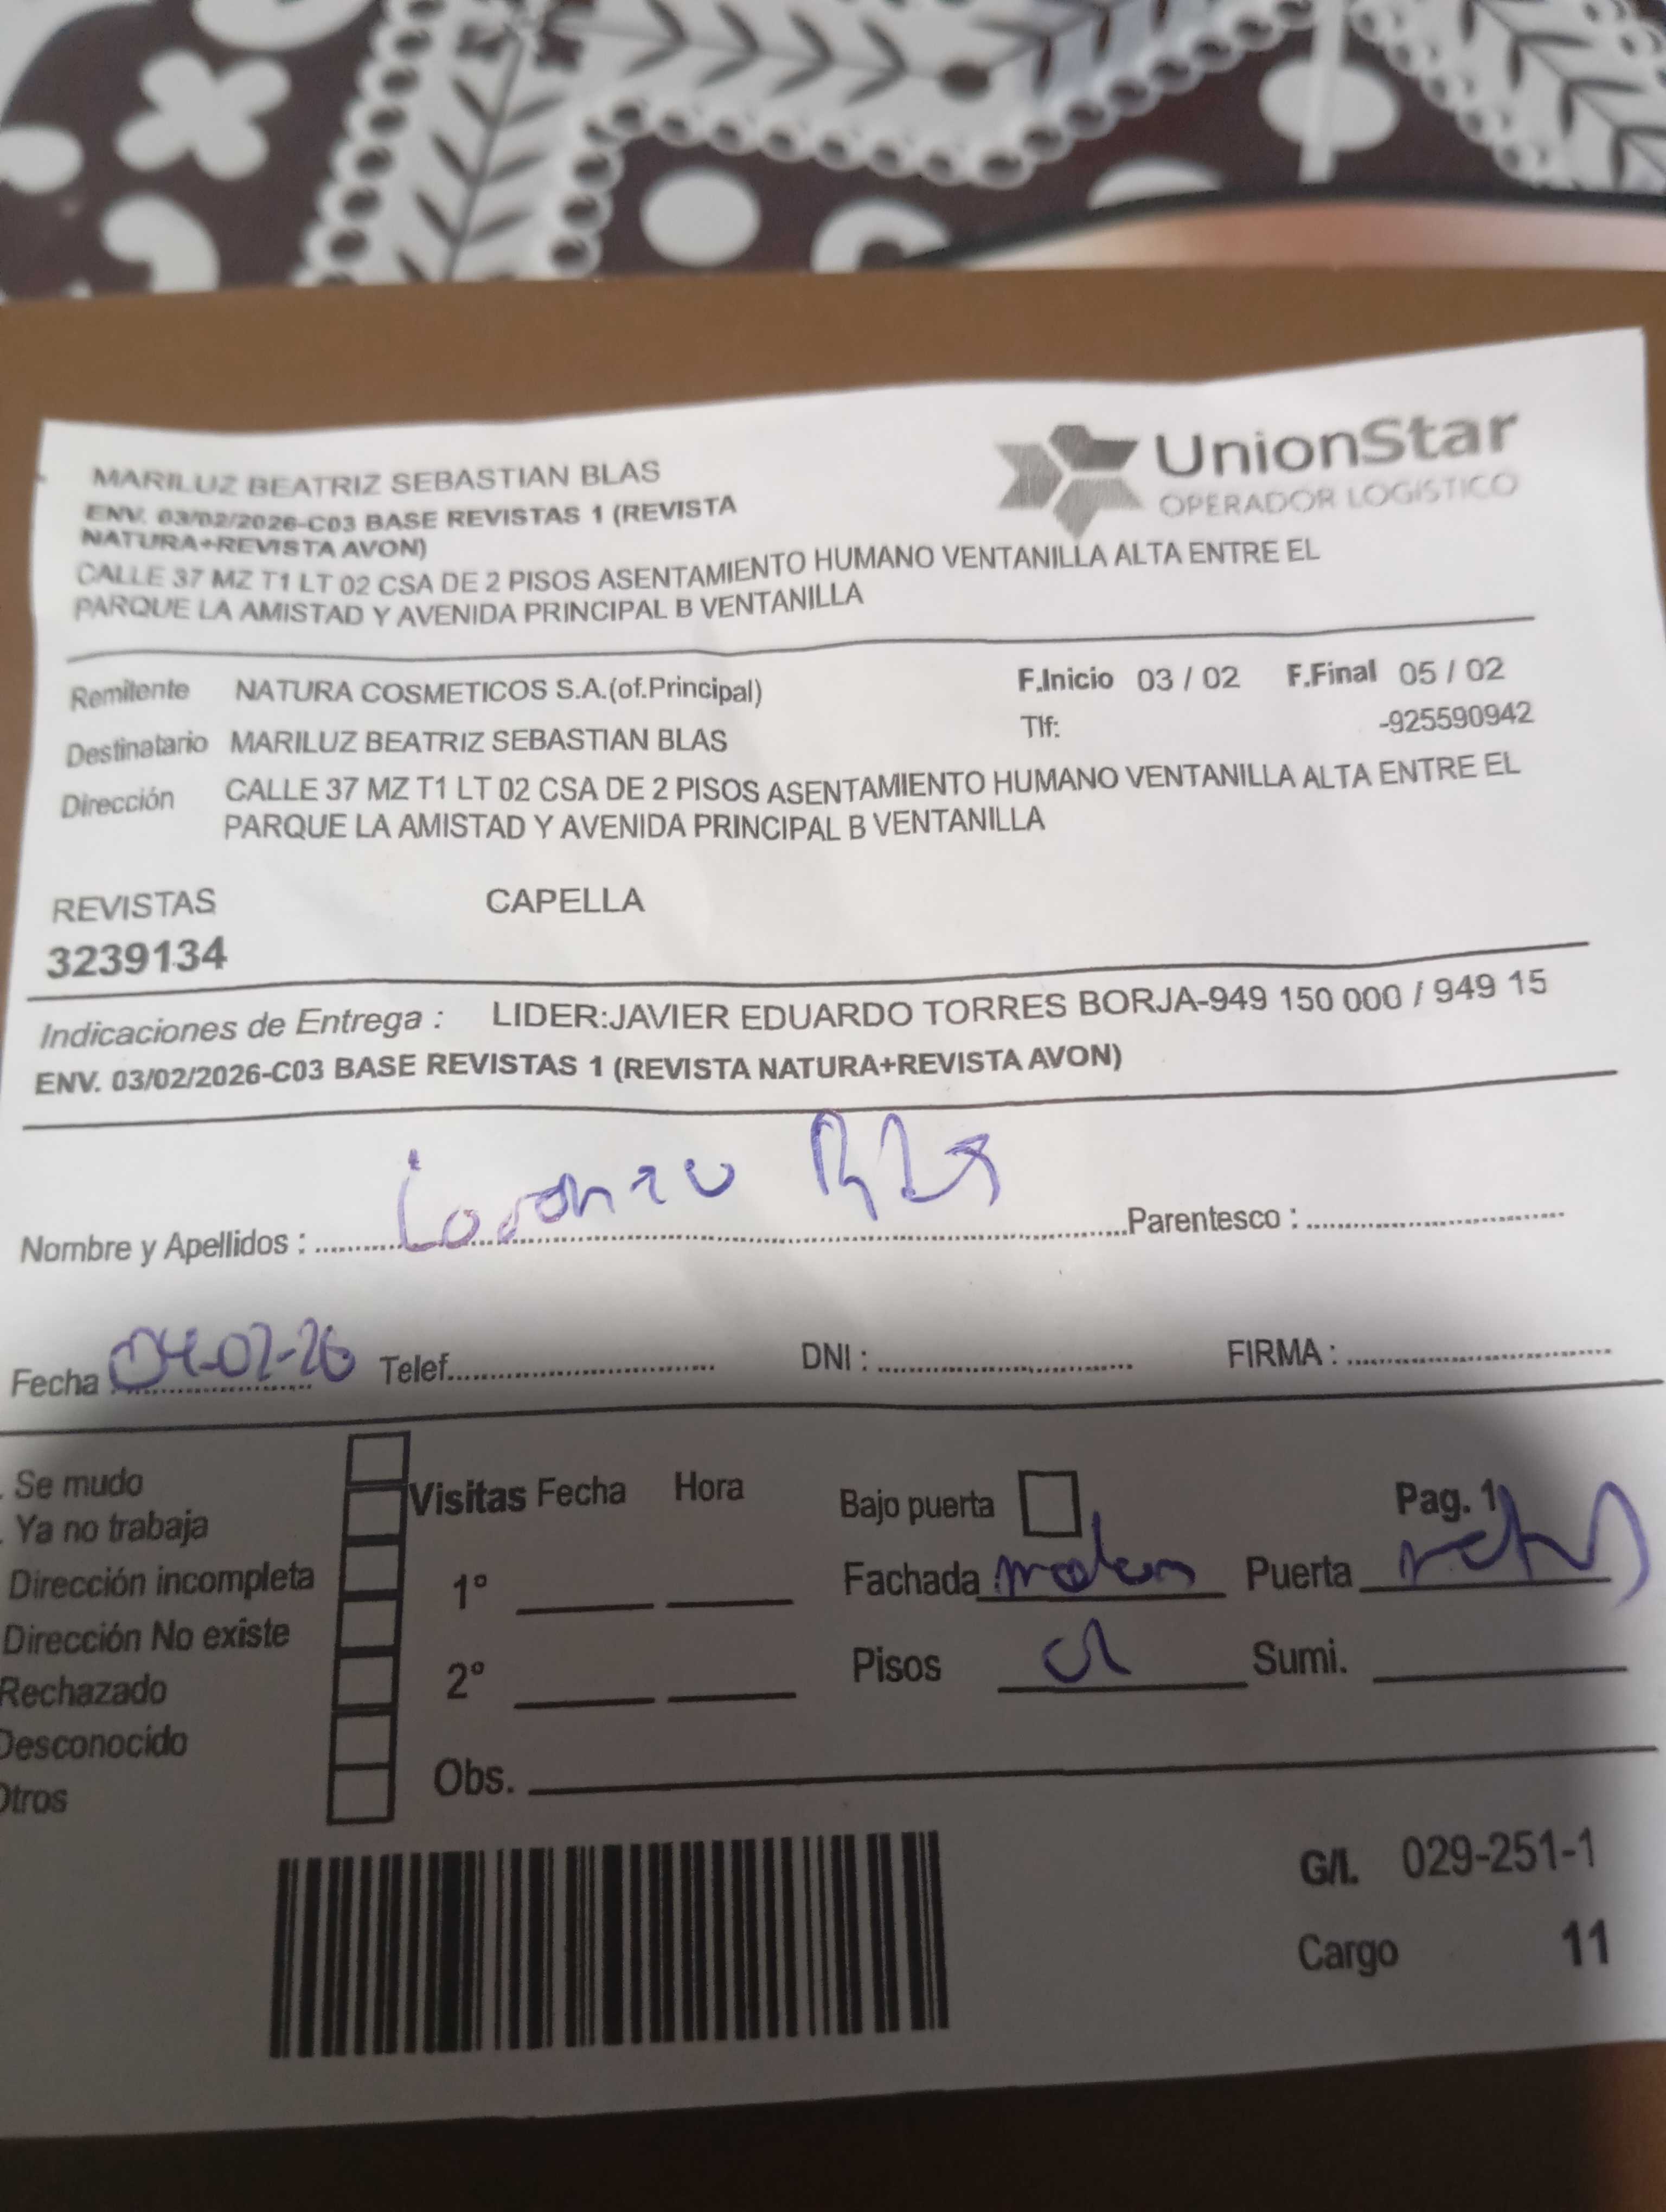 MARILUZ BEATRIZ SEBASTIAN BLAS
UnionStar
OPERADOR LOGÍSTICO
ENV. 03/02/2026-C03 BASE REVISTAS 1 (REVISTA
NATURA+REVISTA AVON)
CALLE 37 MZ T1 LT 02 CSA DE 2 PISOS ASENTAMIENTO HUMANO VENTANILLA ALTA ENTRE EL
PARQUE LA AMISTAD Y AVENIDA PRINCIPAL B VENTANILLA
Remitente NATURA COSMETICOS S.A.(of.Principal) F.Inicio 03 / 02 F.Final 05 / 02
Destinatario MARILUZ BEATRIZ SEBASTIAN BLAS Tlf: -925590942
Dirección CALLE 37 MZ T1 LT 02 CSA DE 2 PISOS ASENTAMIENTO HUMANO VENTANILLA ALTA ENTRE EL
PARQUE LA AMISTAD Y AVENIDA PRINCIPAL B VENTANILLA
REVISTAS CAPELLA
3239134
Indicaciones de Entrega : LIDER:JAVIER EDUARDO TORRES BORJA-949 150 000 / 949 15
ENV. 03/02/2026-C03 BASE REVISTAS 1 (REVISTA NATURA+REVISTA AVON)
Nombre y Apellidos : Parentesco :
Fecha 04-02-26 Telef. DNI : FIRMA :
Se mudo
Ya no trabaja
Dirección incompleta
Dirección No existe
Rechazado
Desconocido
Otros
Visitas Fecha Hora
1°
2°
Obs.
Bajo puerta Pag. 1
Fachada Puerta
Pisos Sumi.
G/I. 029-251-1
Cargo 11